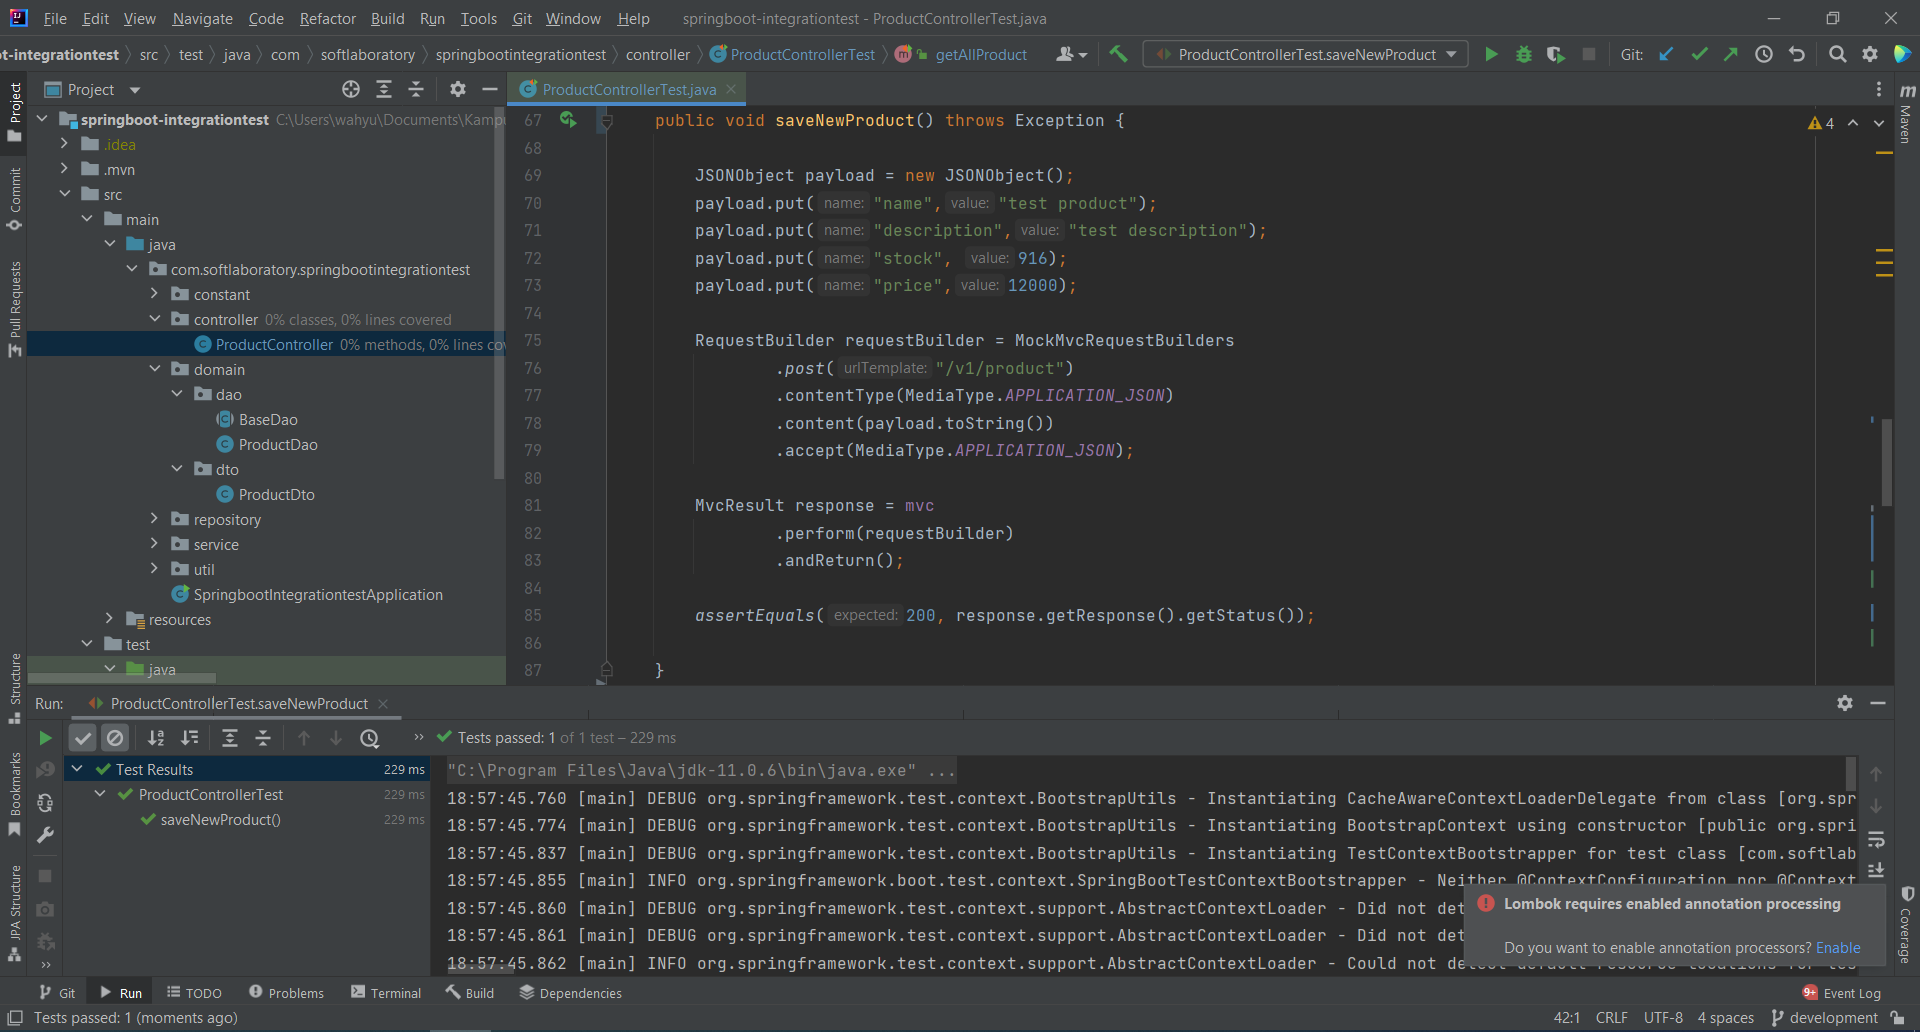 File Edit View Navigate Code Refactor Build Run Tools Git Window Help springboot-integrationtest - ProductControllerTest.java
t-integrationtest src test java com softlaboratory springbootintegrationtest controller ProductControllerTest m getAllProduct ProductControllerTest.saveNewProduct Git:
Project
Commit
Pull Requests
Structure
Bookmarks
JPA Structure
Project
springboot-integrationtest C:\Users\wahyu\Documents\Kamp
.idea
.mvn
src
main
java
com.softlaboratory.springbootintegrationtest
constant
controller 0% classes, 0% lines covered
ProductController 0% methods, 0% lines cov
domain
dao
BaseDao
ProductDao
dto
ProductDto
repository
service
util
SpringbootIntegrationtestApplication
resources
test
java
ProductControllerTest.java
4
67 public void saveNewProduct() throws Exception {
68
69 JSONObject payload = new JSONObject();
70 payload.put( name: "name", value: "test product");
71 payload.put( name: "description", value: "test description");
72 payload.put( name: "stock", value: 916);
73 payload.put( name: "price", value: 12000);
74
75 RequestBuilder requestBuilder = MockMvcRequestBuilders
76 .post( urlTemplate: "/v1/product")
77 .contentType(MediaType.APPLICATION_JSON)
78 .content(payload.toString())
79 .accept(MediaType.APPLICATION_JSON);
80
81 MvcResult response = mvc
82 .perform(requestBuilder)
83 .andReturn();
84
85 assertEquals( expected: 200, response.getResponse().getStatus());
86
87 }
m Maven
Coverage
Run: ProductControllerTest.saveNewProduct
Tests passed: 1 of 1 test – 229 ms
Test Results 229 ms
ProductControllerTest 229 ms
saveNewProduct() 229 ms
"C:\Program Files\Java\jdk-11.0.6\bin\java.exe" ...
18:57:45.760 [main] DEBUG org.springframework.test.context.BootstrapUtils - Instantiating CacheAwareContextLoaderDelegate from class [org.spr
18:57:45.774 [main] DEBUG org.springframework.test.context.BootstrapUtils - Instantiating BootstrapContext using constructor [public org.spri
18:57:45.837 [main] DEBUG org.springframework.test.context.BootstrapUtils - Instantiating TestContextBootstrapper for test class [com.softlab
18:57:45.855 [main] INFO org.springframework.boot.test.context.SpringBootTestContextBootstrapper - Neither @ContextConfiguration nor @Context
18:57:45.860 [main] DEBUG org.springframework.test.context.support.AbstractContextLoader - Did not det
18:57:45.861 [main] DEBUG org.springframework.test.context.support.AbstractContextLoader - Did not det
18:57:45.862 [main] INFO org.springframework.test.context.support.AbstractContextLoader - Could not detect default resource locations for tes
Lombok requires enabled annotation processing
Do you want to enable annotation processors? Enable
Git Run TODO Problems Terminal Build Dependencies 9+ Event Log
Tests passed: 1 (moments ago) 42:1 CRLF UTF-8 4 spaces development